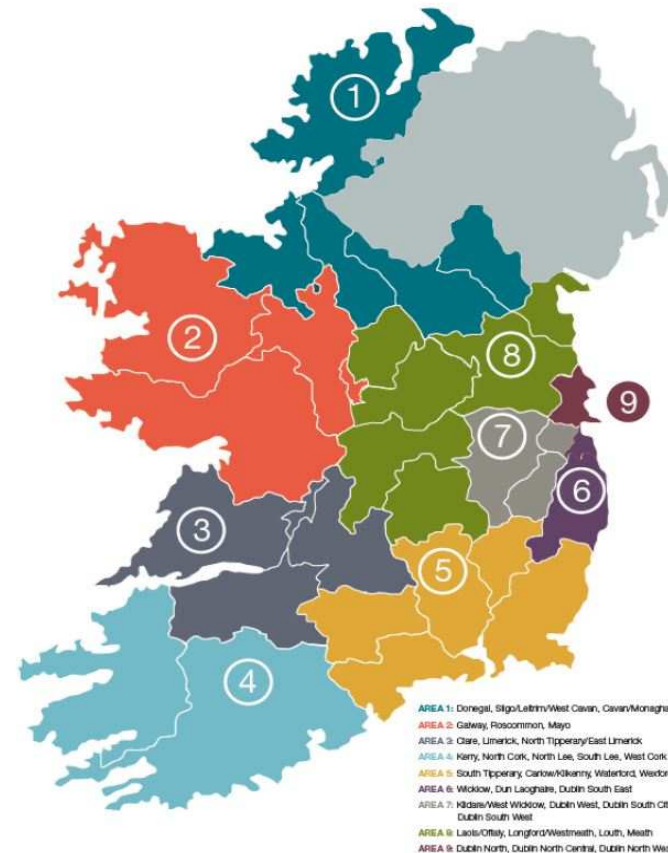 1
2
8
9
7
6
3
5
4
AREA 1: Donegal, Sligo/Leitrim/West Cavan, Cavan/Monagha
AREA 2: Galway, Roscommon, Mayo
AREA 3: Clare, Limerick, North Tipperary/East Limerick
AREA 4: Kerry, North Cork, North Lee, South Lee, West Cork
AREA 5: South Tipperary, Carlow/Kilkenny, Waterford, Wexfor
AREA 6: Wicklow, Dun Laoghaire, Dublin South East
AREA 7: Kildare/West Wicklow, Dublin West, Dublin South Cit
Dublin South West
AREA 8: Laois/Offaly, Longford/Westmeath, Louth, Meath
AREA 9: Dublin North, Dublin North Central, Dublin North Wes